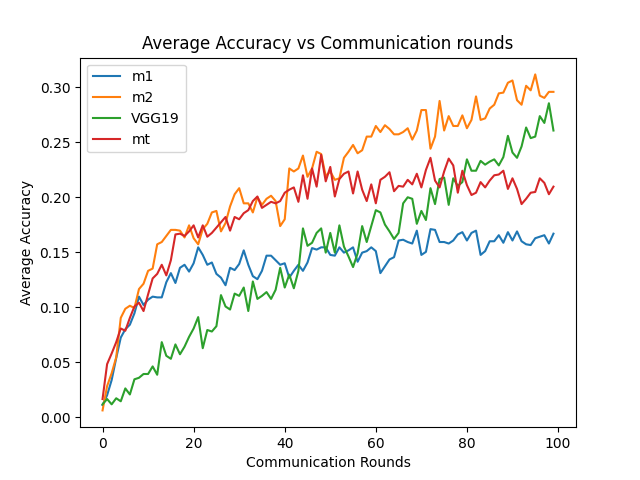 Average Accuracy vs Communication rounds
m1
m2
VGG19
mt
Average Accuracy
0.30
0.25
0.20
0.15
0.10
0.05
0.00
0 20 40 60 80 100
Communication Rounds